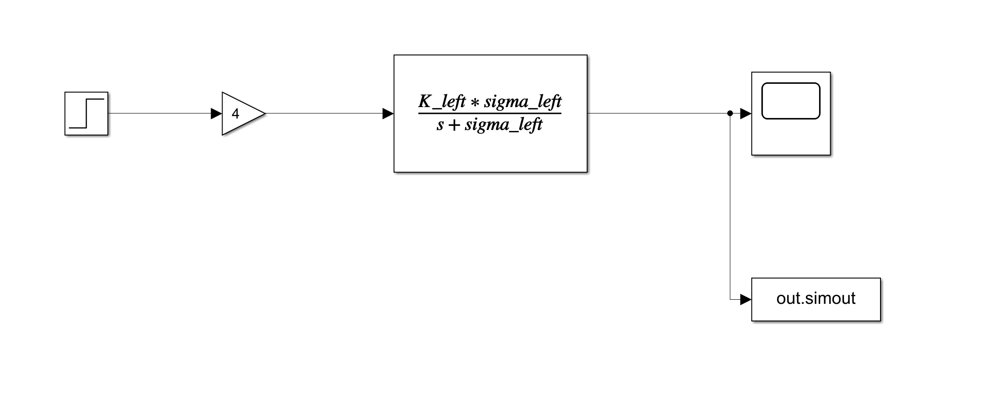 4
K_left * sigma_left
s + sigma_left
out.simout